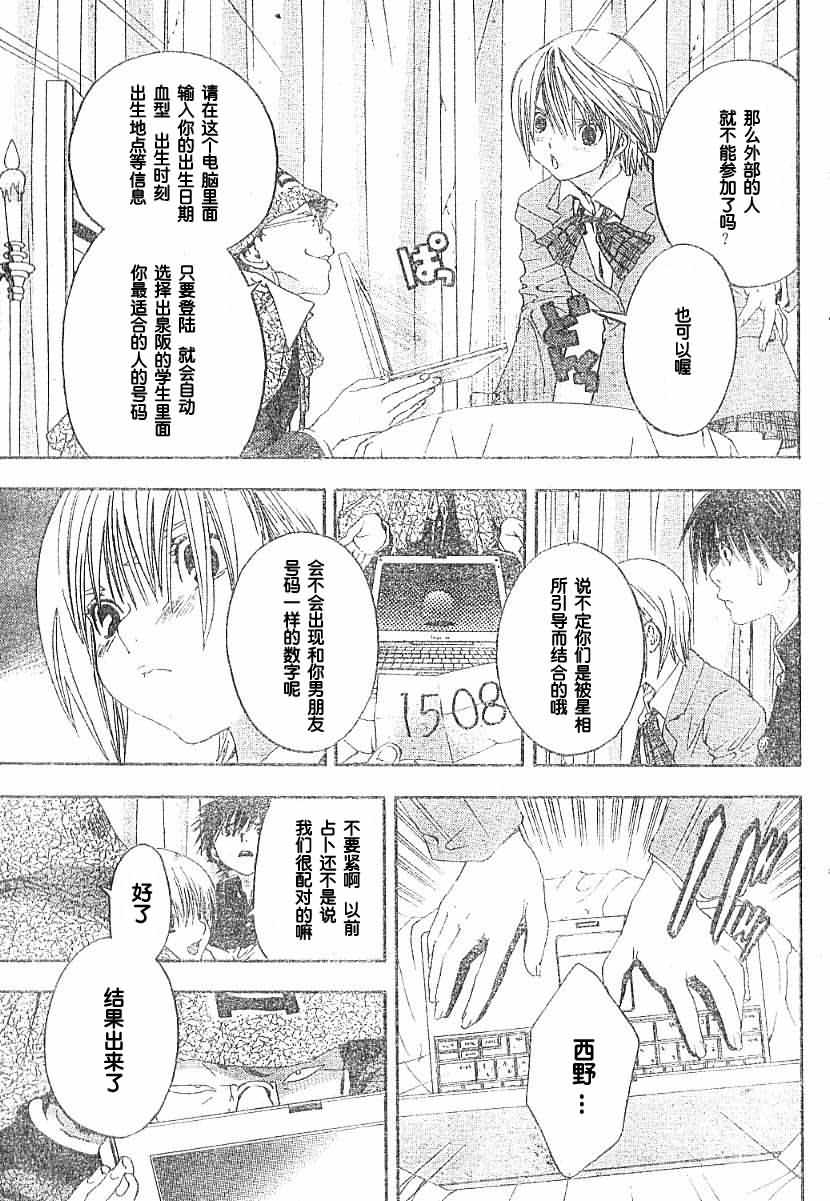 那么外部的人
就不能参加了吗?
也可以喔
ぱっ
请在这个电脑里面
输入你的出生日期
血型 出生时刻
出生地点等信息
只要登陆 就会自动
选择出泉阪的学生里面
你最适合的人的号码
说不定你们是被星相
所引导而结合的哦
1508
会不会出现和你男朋友
号码一样的数字呢
西野…
不要紧啊 以前
占卜还不是说
我们很配对的嘛
好了
结果出来了